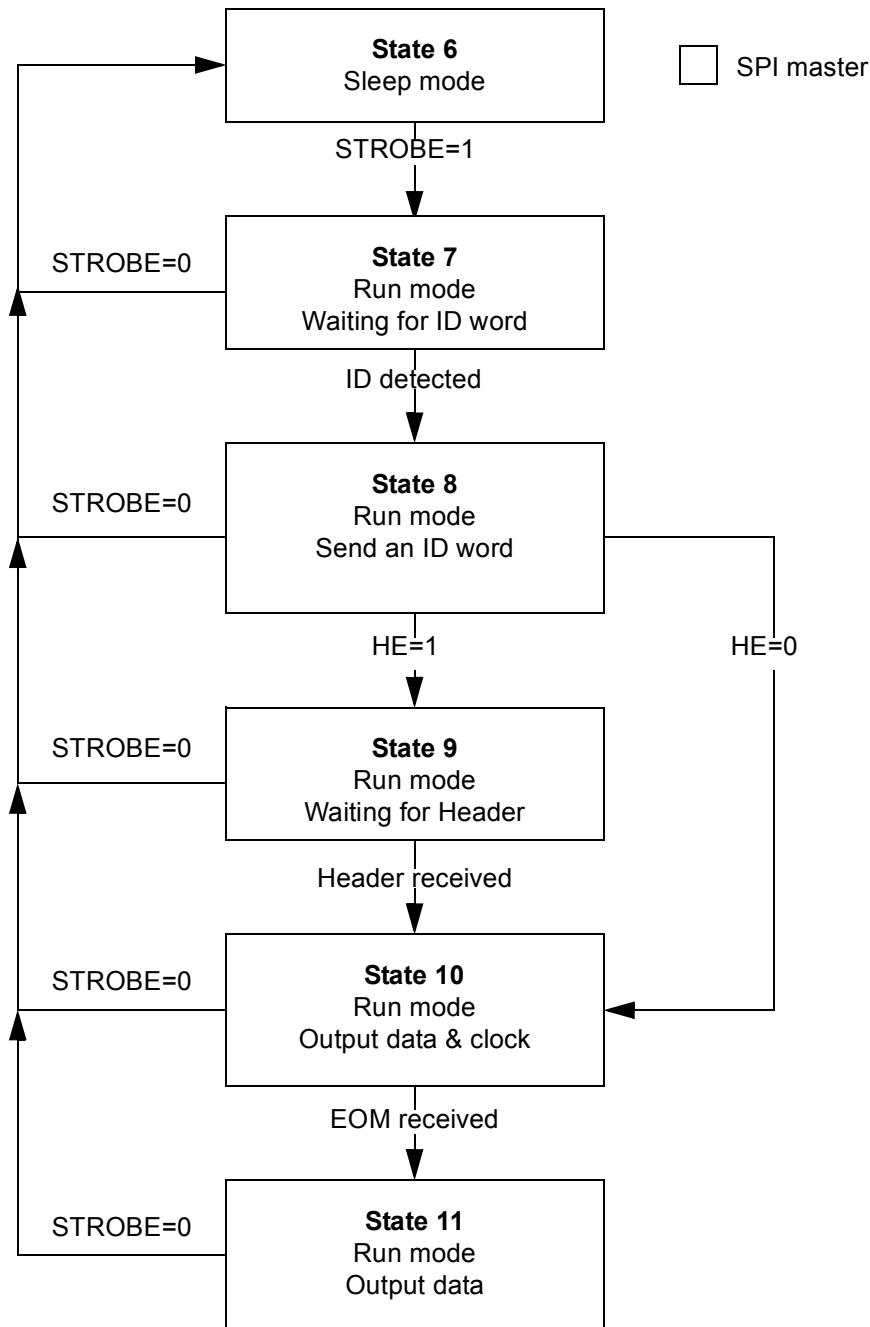 State 6
Sleep mode
SPI master
STROBE=1
State 7
Run mode
Waiting for ID word
STROBE=0
ID detected
State 8
Run mode
Send an ID word
STROBE=0
HE=1
HE=0
State 9
Run mode
Waiting for Header
STROBE=0
Header received
State 10
Run mode
Output data & clock
STROBE=0
EOM received
State 11
Run mode
Output data
STROBE=0